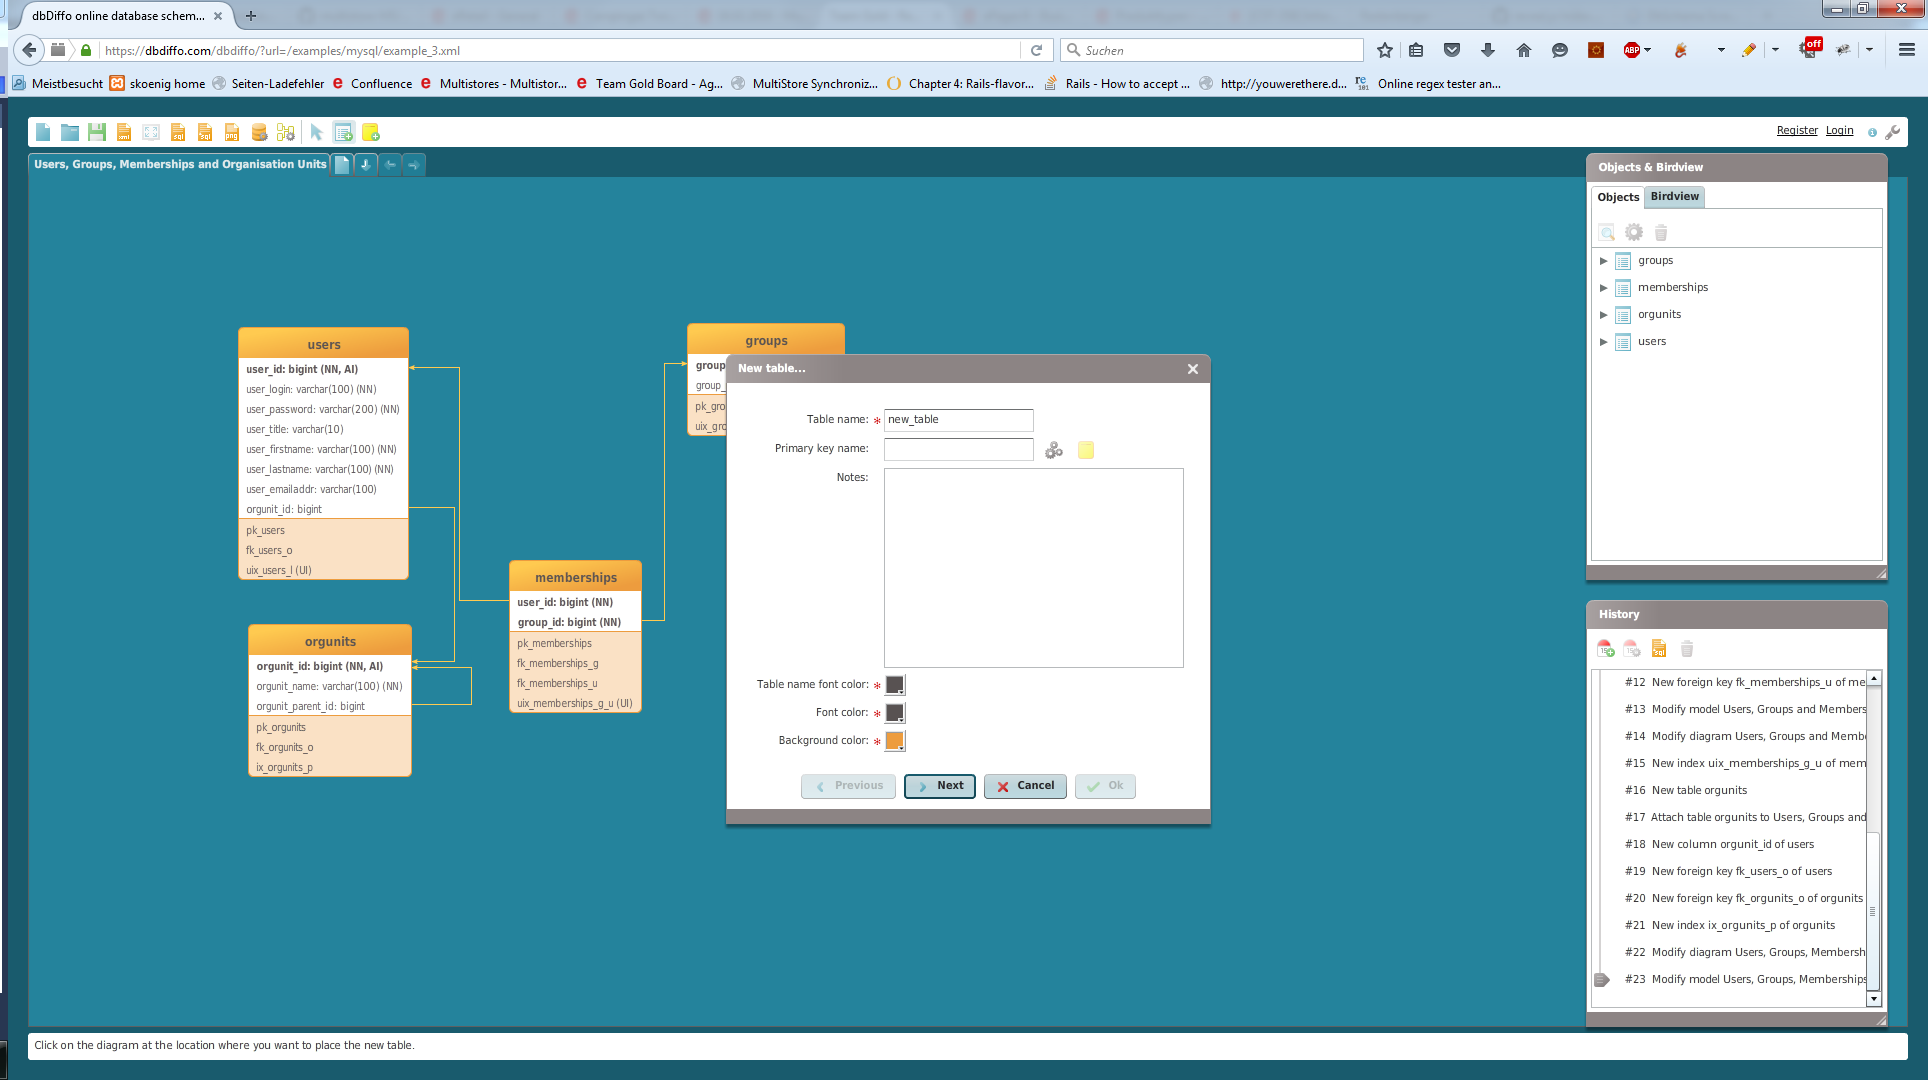 dbDiffo online database schem...
https://dbdiffo.com/dbdiffo/?url=/examples/mysql/example_3.xml
Suchen
ABP
off
Meistbesucht
skoenig home
Seiten-Ladefehler
Confluence
Multistores - Multistor...
Team Gold Board - Ag...
MultiStore Synchroniz...
Chapter 4: Rails-flavor...
Rails - How to accept ...
http://youwerethere.d...
Online regex tester an...
Register
Login
Users, Groups, Memberships and Organisation Units
users
user_id: bigint (NN, AI)
user_login: varchar(100) (NN)
user_password: varchar(200) (NN)
user_title: varchar(10)
user_firstname: varchar(100) (NN)
user_lastname: varchar(100) (NN)
user_emailaddr: varchar(100)
orgunit_id: bigint
pk_users
fk_users_o
uix_users_l (UI)
orgunits
orgunit_id: bigint (NN, AI)
orgunit_name: varchar(100) (NN)
orgunit_parent_id: bigint
pk_orgunits
fk_orgunits_o
ix_orgunits_p
memberships
user_id: bigint (NN)
group_id: bigint (NN)
pk_memberships
fk_memberships_g
fk_memberships_u
uix_memberships_g_u (UI)
groups
group
group_
pk_gro
uix_gro
New table...
Table name: *
new_table
Primary key name:
Notes:
Table name font color: *
Font color: *
Background color: *
Previous
Next
Cancel
Ok
Objects & Birdview
Objects
Birdview
groups
memberships
orgunits
users
History
#12 New foreign key fk_memberships_u of me
#13 Modify model Users, Groups and Members
#14 Modify diagram Users, Groups and Memb
#15 New index uix_memberships_g_u of mem
#16 New table orgunits
#17 Attach table orgunits to Users, Groups and
#18 New column orgunit_id of users
#19 New foreign key fk_users_o of users
#20 New foreign key fk_orgunits_o of orgunits
#21 New index ix_orgunits_p of orgunits
#22 Modify diagram Users, Groups, Membersh
#23 Modify model Users, Groups, Memberships
Click on the diagram at the location where you want to place the new table.